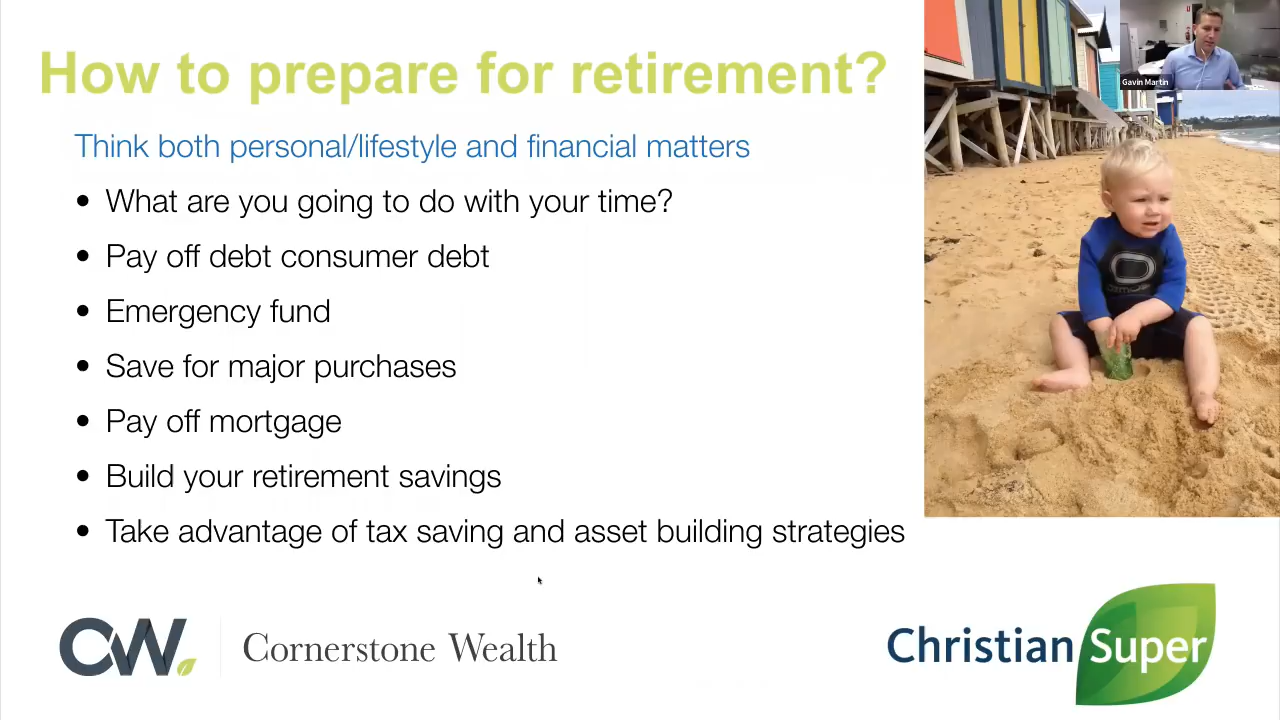 How to prepare for retirement?
Gavin Martin
Think both personal/lifestyle and financial matters
• What are you going to do with your time?
• Pay off debt consumer debt
• Emergency fund
• Save for major purchases
• Pay off mortgage
• Build your retirement savings
• Take advantage of tax saving and asset building strategies
CW.
Cornerstone Wealth
Christian Super